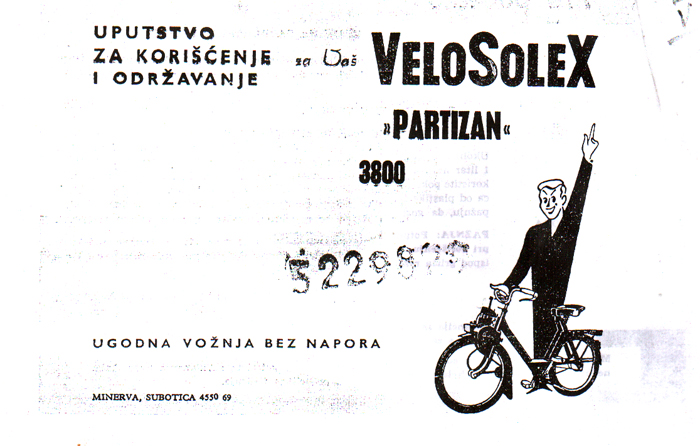 UPUTSTVO
ZA KORIŠĆENJE
I ODRŽAVANJE
za Vaš VELOSOLEX
»PARTIZAN«
3800
UGODNA VOŽNJA BEZ NAPORA
MINERVA, SUBOTICA 4550 69